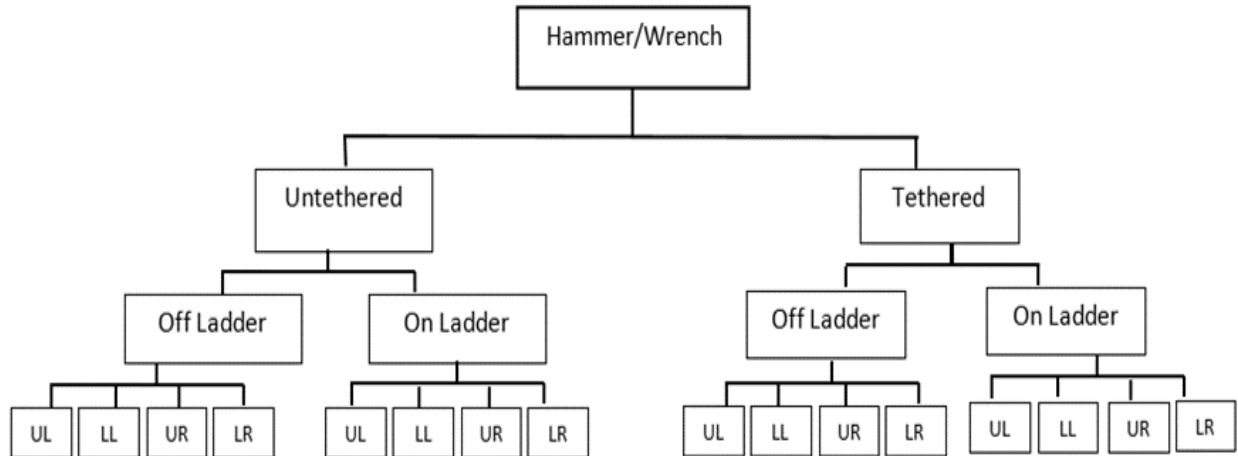 Hammer/Wrench
Untethered
Tethered
Off Ladder
On Ladder
Off Ladder
On Ladder
UL LL UR LR UL LL UR LR UL LL UR LR UL LL UR LR